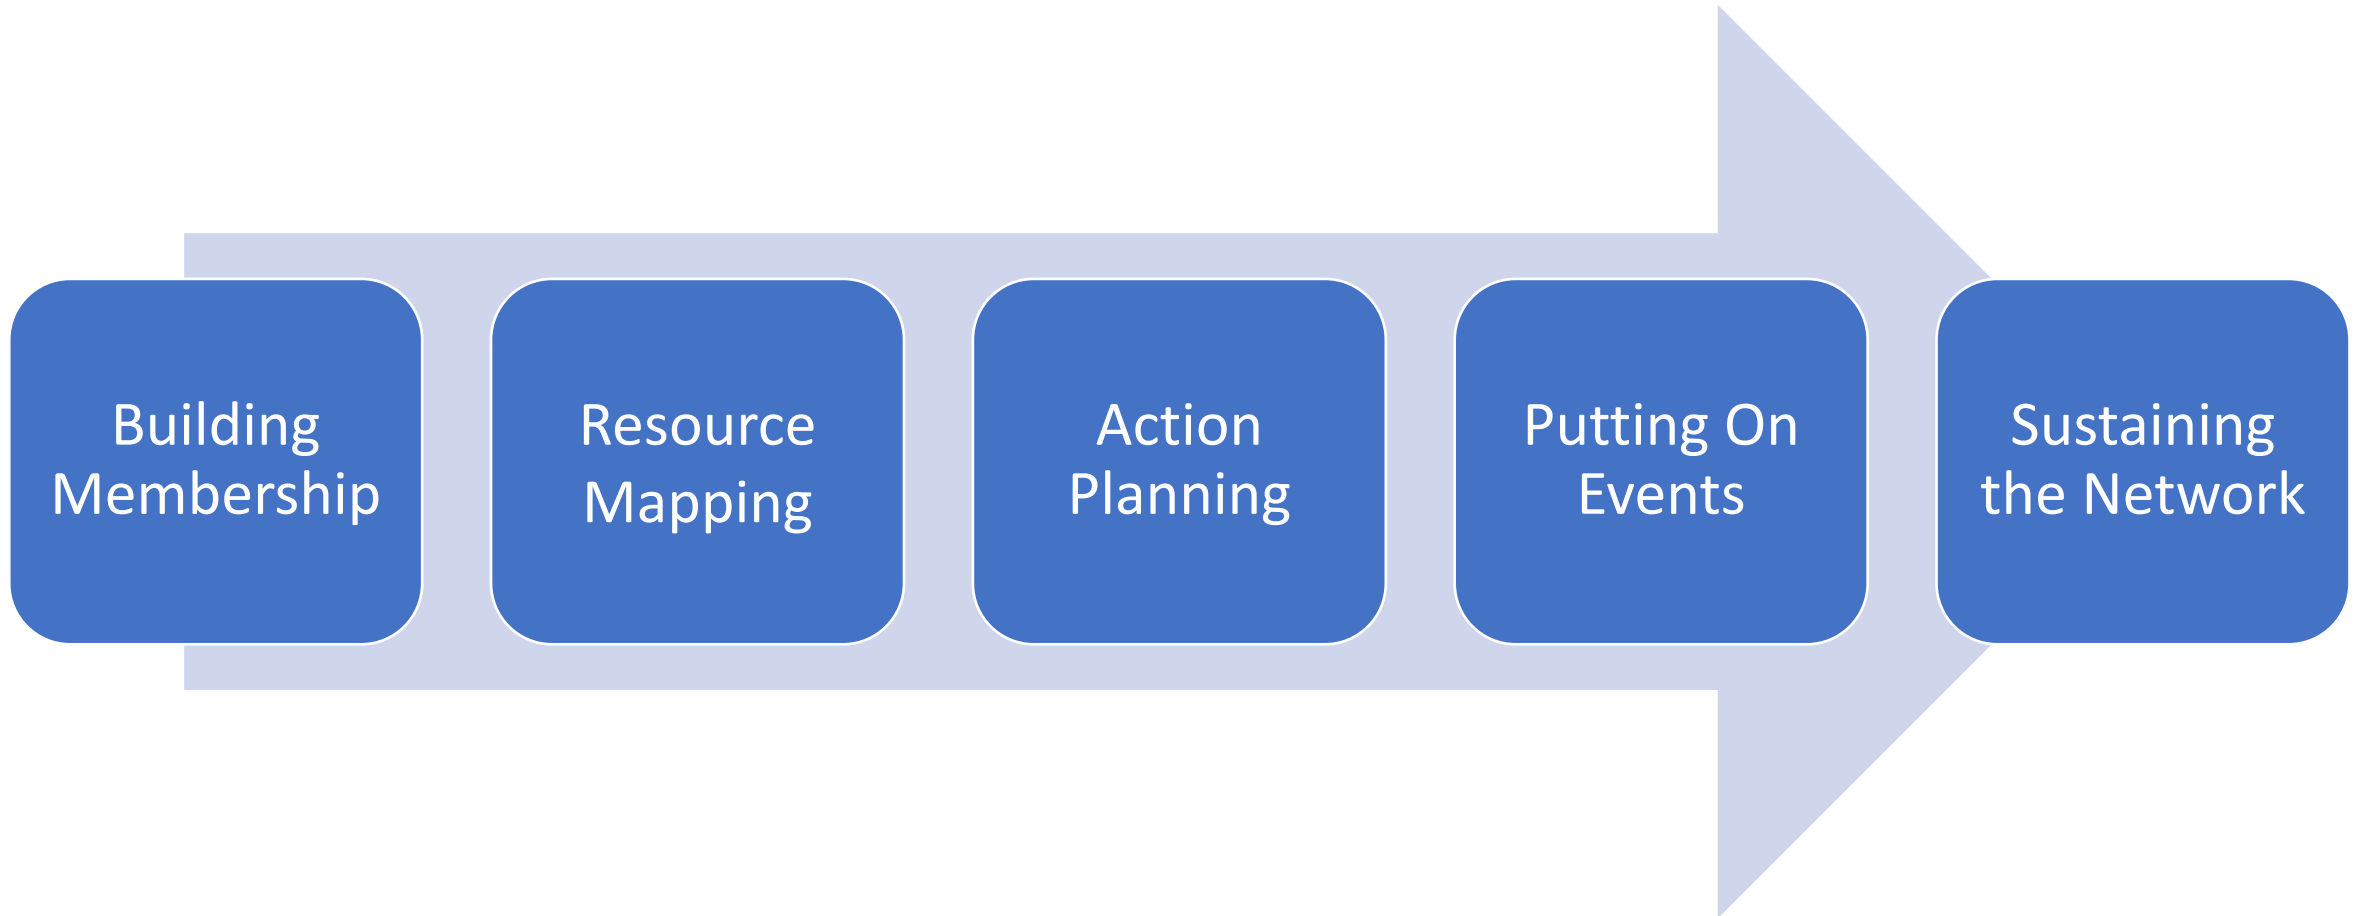 Building
Membership
Resource
Mapping
Action
Planning
Putting On
Events
Sustaining
the Network